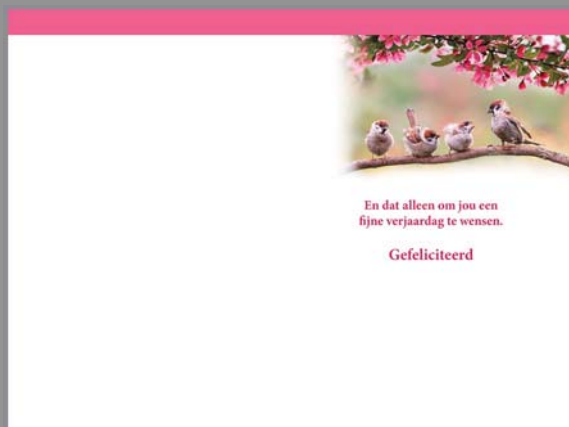 En dat alleen om jou een
fijne verjaardag te wensen.
Gefeliciteerd